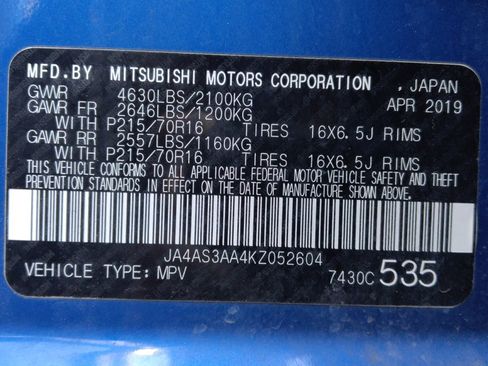 MFD.BY MITSUBISHI MOTORS CORPORATION , JAPAN
GVWR 4630LBS/2100KG APR 2019
GAWR FR 2646LBS/1200KG
WITH P215/70R16 TIRES 16X6.5J RIMS
GAWR RR 2557LBS/1160KG
WITH P215/70R16 TIRES 16X6.5J RIMS
THIS VEHICLE CONFORMS TO ALL APPLICABLE FEDERAL MOTOR VEHICLE SAFETY AND
THEFT PREVENTION STANDARDS IN EFFECT ON THE DATE OF MANUFACTURE SHOWN ABOVE.
JA4AS3AA4KZ052604
VEHICLE TYPE: MPV 7430C 535